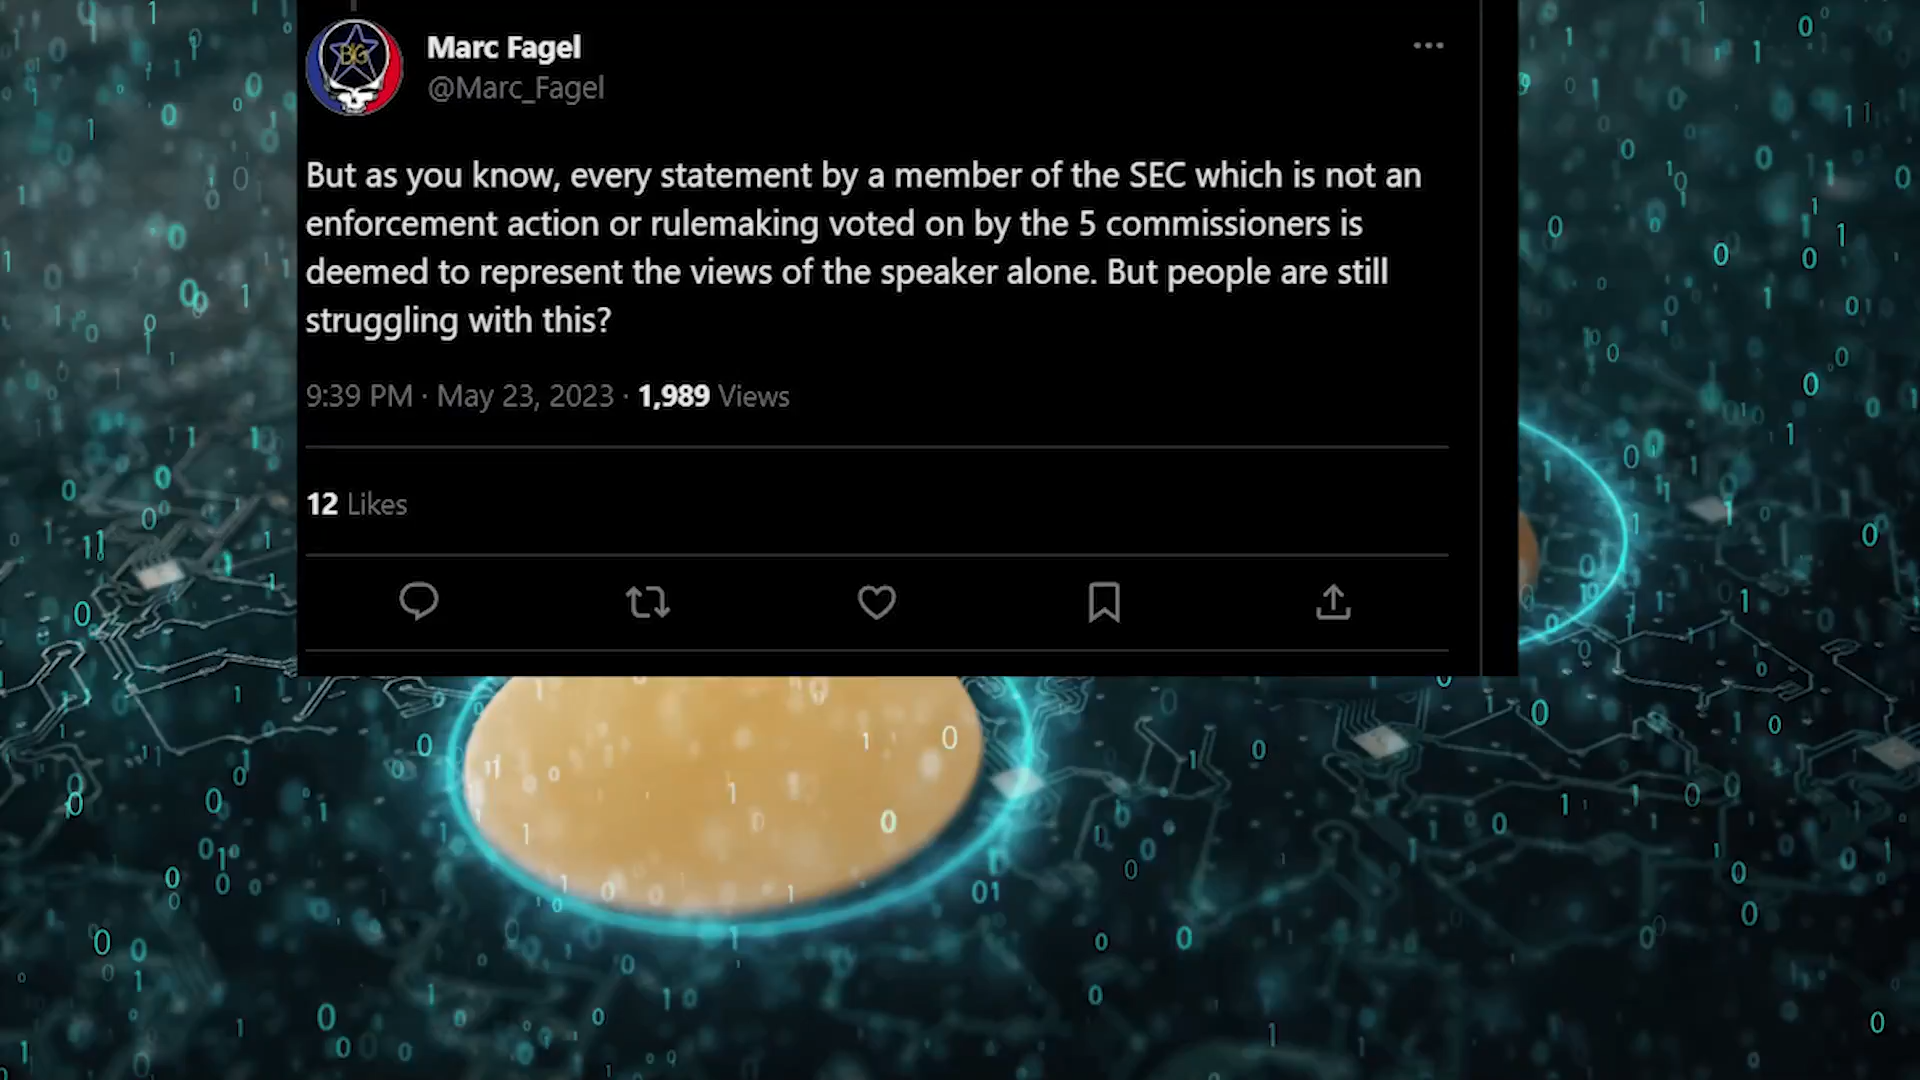 Marc Fagel
@Marc_Fagel
But as you know, every statement by a member of the SEC which is not an
enforcement action or rulemaking voted on by the 5 commissioners is
deemed to represent the views of the speaker alone. But people are still
struggling with this?
9:39 PM · May 23, 2023 · 1,989 Views
12 Likes